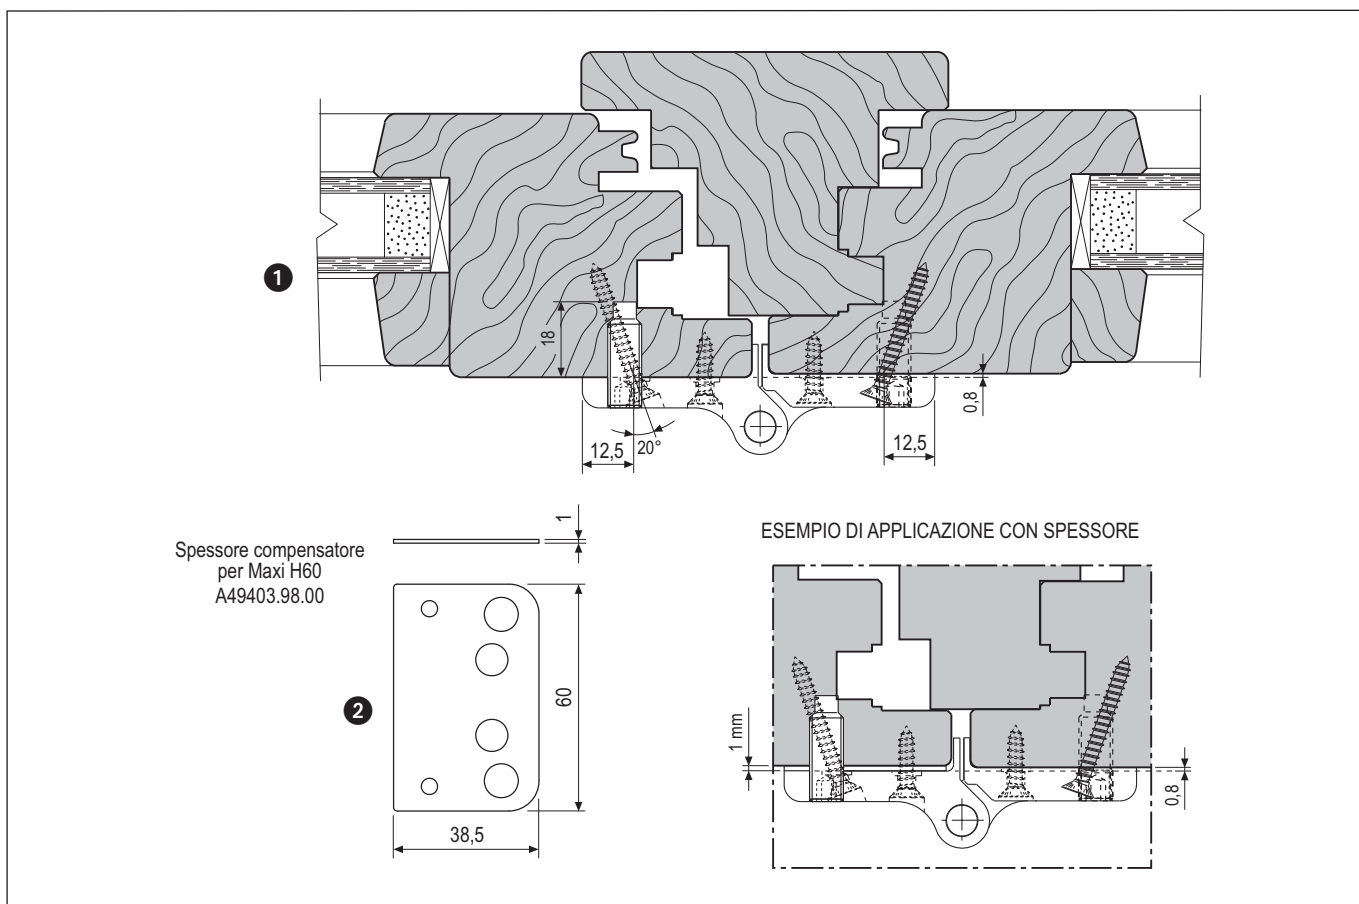 1
18
12,5
20°
12,5
0,8
Spessore compensatore
per Maxi H60
A49403.98.00
1
2
60
38,5
ESEMPIO DI APPLICAZIONE CON SPESSORE
1 mm
0,8